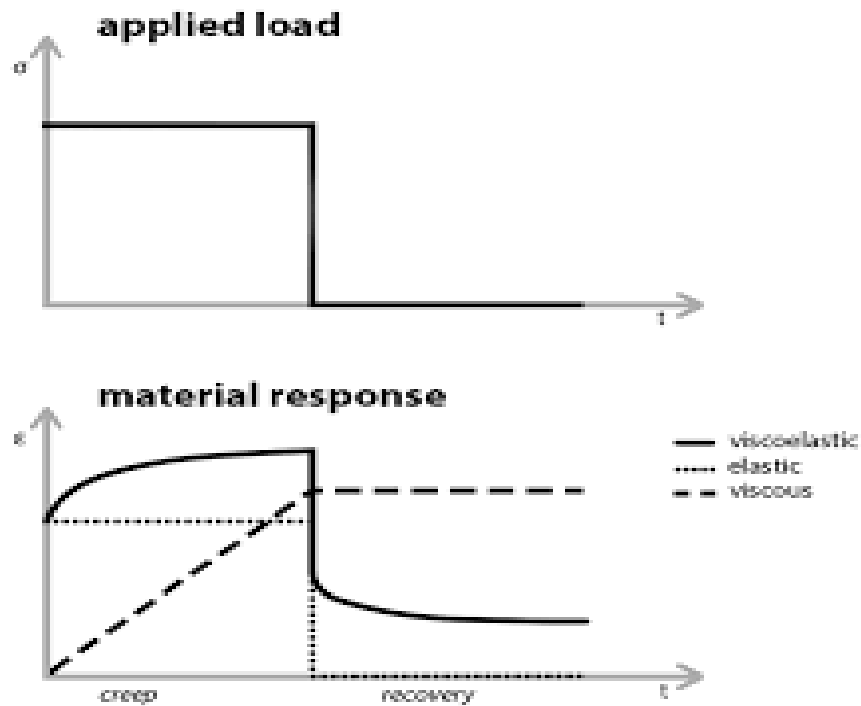 applied load
σ
t
material response
ε
viscoelastic
elastic
viscous
creep
recovery
t